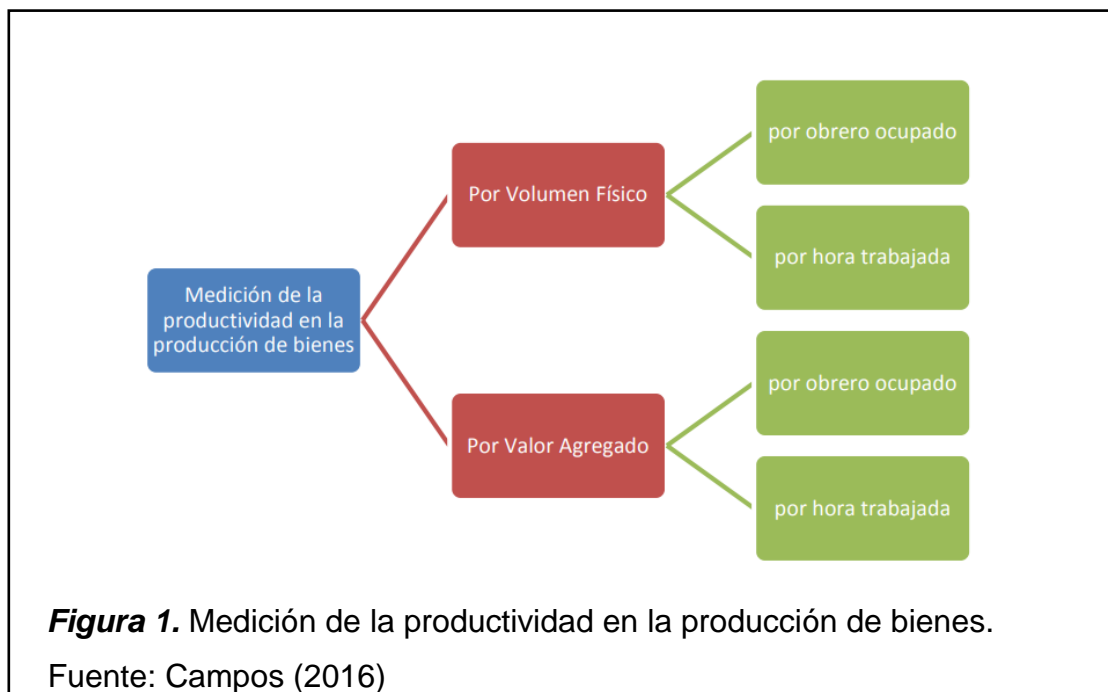 Medición de la
productividad en la
producción de bienes
Por Volumen Físico
por obrero ocupado
por hora trabajada
Por Valor Agregado
por obrero ocupado
por hora trabajada
Figura 1. Medición de la productividad en la producción de bienes.
Fuente: Campos (2016)